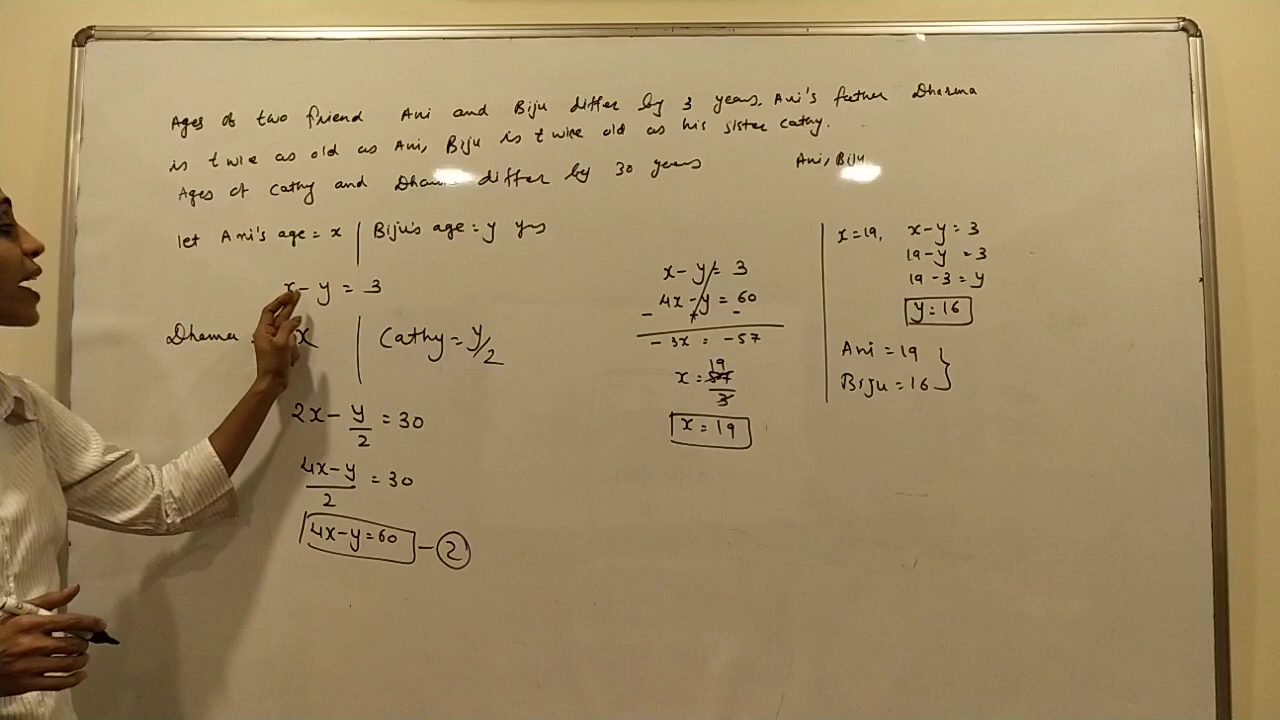 Ages of two friend Ani and Biju differ by 3 years. Ani's father Dharma
is twice as old as Ani, Biju is twice old as his sister Cathy.
Ages of Cathy and differ by 30 years
Ani, Biju
let Ani's age = x | Biju's age = y yrs
x - y = 3
Dharma x | Cathy = y/2
2x - y/2 = 30
4x - y / 2 = 30
4x - y = 60 - 2
x - y = 3
4x - y = 60
- + -
- 3x = - 57
x = 19 57 / 3
x = 19
x = 19, x - y = 3
19 - y = 3
19 - 3 = y
y = 16
Ani = 19
Biju = 16 }